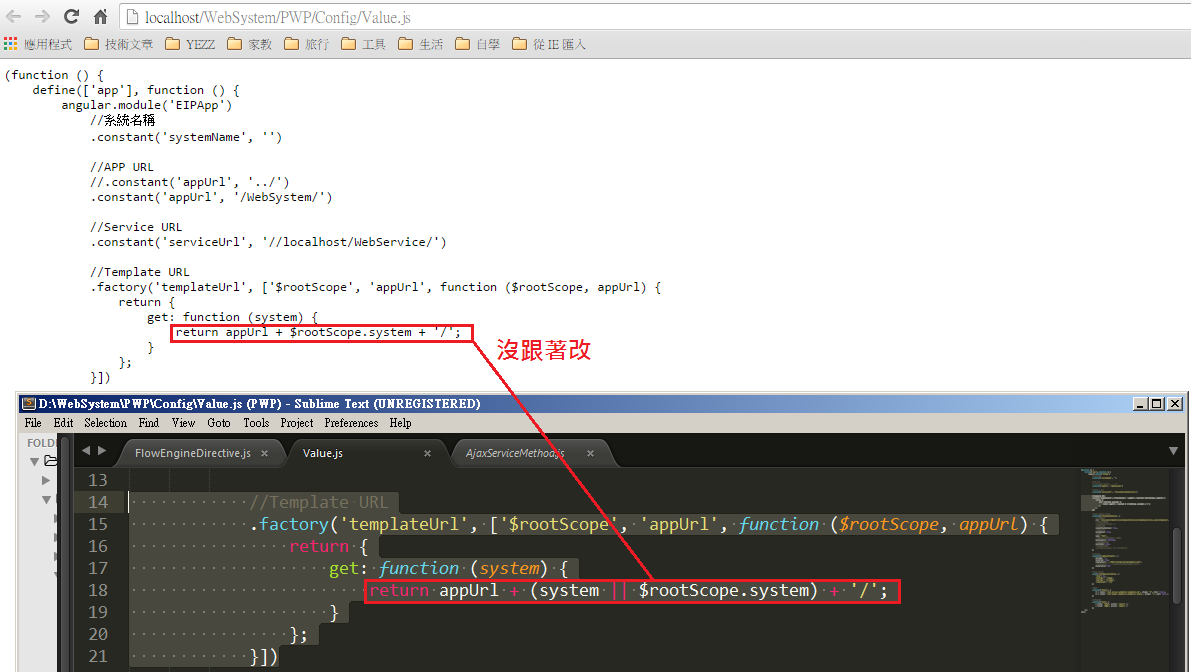 localhost/WebSystem/PWP/Config/Value.js
應用程式 技術文章 YEZZ 家教 旅行 工具 生活 自學 從 IE 匯入
(function () {
define(['app'], function () {
angular.module('EIPApp')
//系統名稱
.constant('systemName', '')
//APP URL
//.constant('appUrl', '../')
.constant('appUrl', '/WebSystem/')
//Service URL
.constant('serviceUrl', '//localhost/WebService/')
//Template URL
.factory('templateUrl', ['$rootScope', 'appUrl', function ($rootScope, appUrl) {
return {
get: function (system) {
return appUrl + $rootScope.system + '/';
}
};
}])
沒跟著改
D:\WebSystem\PWP\Config\Value.js (PWP) - Sublime Text (UNREGISTERED)
File Edit Selection Find View Goto Tools Project Preferences Help
FOLD
FlowEngineDirective.js × Value.js × AjaxServiceMethod.js ×
13
14 //Template URL
15 .factory('templateUrl', ['$rootScope', 'appUrl', function ($rootScope, appUrl) {
16 return {
17 get: function (system) {
18 return appUrl + (system || $rootScope.system) + '/';
19 }
20 };
21 }])